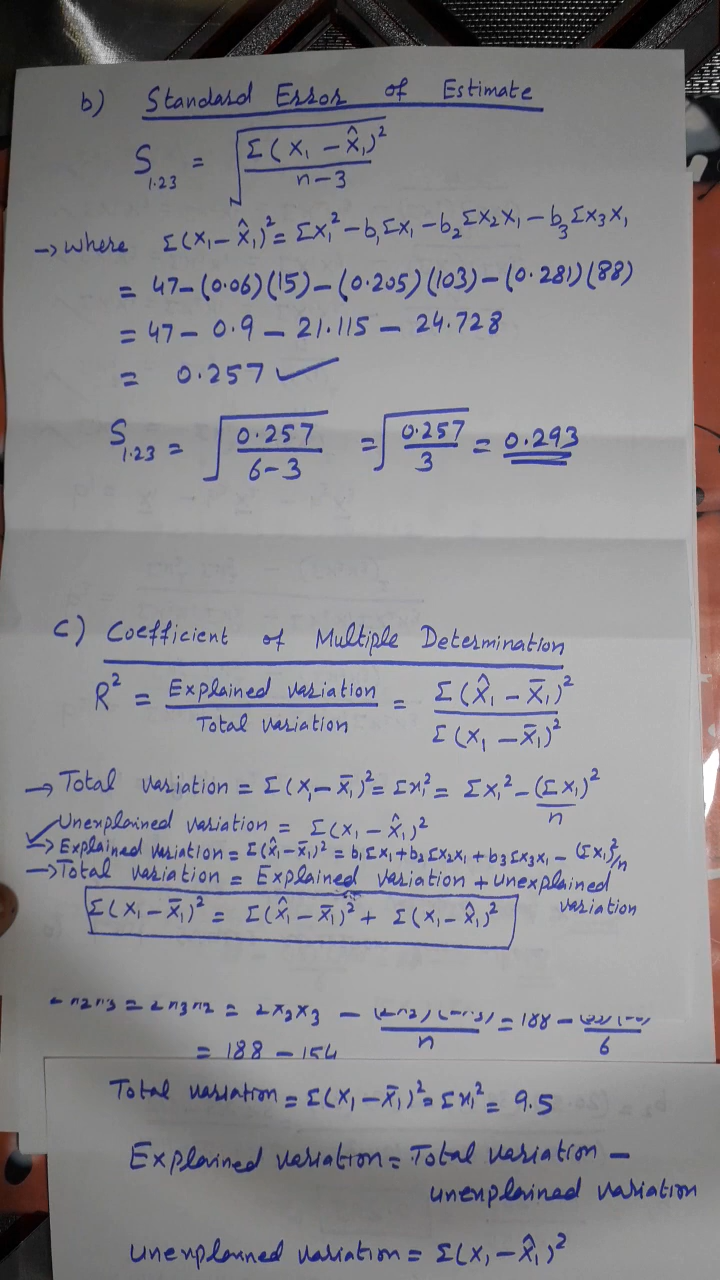 b) Standard Error of Estimate
S₁.₂₃ = √(Σ(X₁ - X̂₁)² / n-3)
→ where Σ(X₁ - X̂₁)² = ΣX₁² - b₁ΣX₁ - b₂ΣX₂X₁ - b₃ΣX₃X₁
= 47 - (0.06)(15) - (0.205)(103) - (0.281)(88)
= 47 - 0.9 - 21.115 - 24.728
= 0.257 ✓
S₁.₂₃ = √(0.257 / 6-3) = √(0.257 / 3) = 0.293
c) Coefficient of Multiple Determination
R² = Explained variation / Total variation = Σ(X̂₁ - X̄₁)² / Σ(X₁ - X̄₁)²
→ Total variation = Σ(X₁ - X̄₁)² = Σx₁² = ΣX₁² - (ΣX₁)² / n
✓ Unexplained variation = Σ(X₁ - X̂₁)²
→ Explained variation = Σ(X̂₁ - X̄₁)² = b₁ΣX₁ + b₂ΣX₂X₁ + b₃ΣX₃X₁ - (ΣX₁)²/n
→ Total variation = Explained variation + Unexplained variation
Σ(X₁ - X̄₁)² = Σ(X̂₁ - X̄₁)² + Σ(X₁ - X̂₁)²
= 188 - 154
Total variation = Σ(X₁ - X̄₁)² = Σx₁² = 9.5
Explained variation = Total variation -
unexplained variation
unexplained variation = Σ(X₁ - X̂₁)²